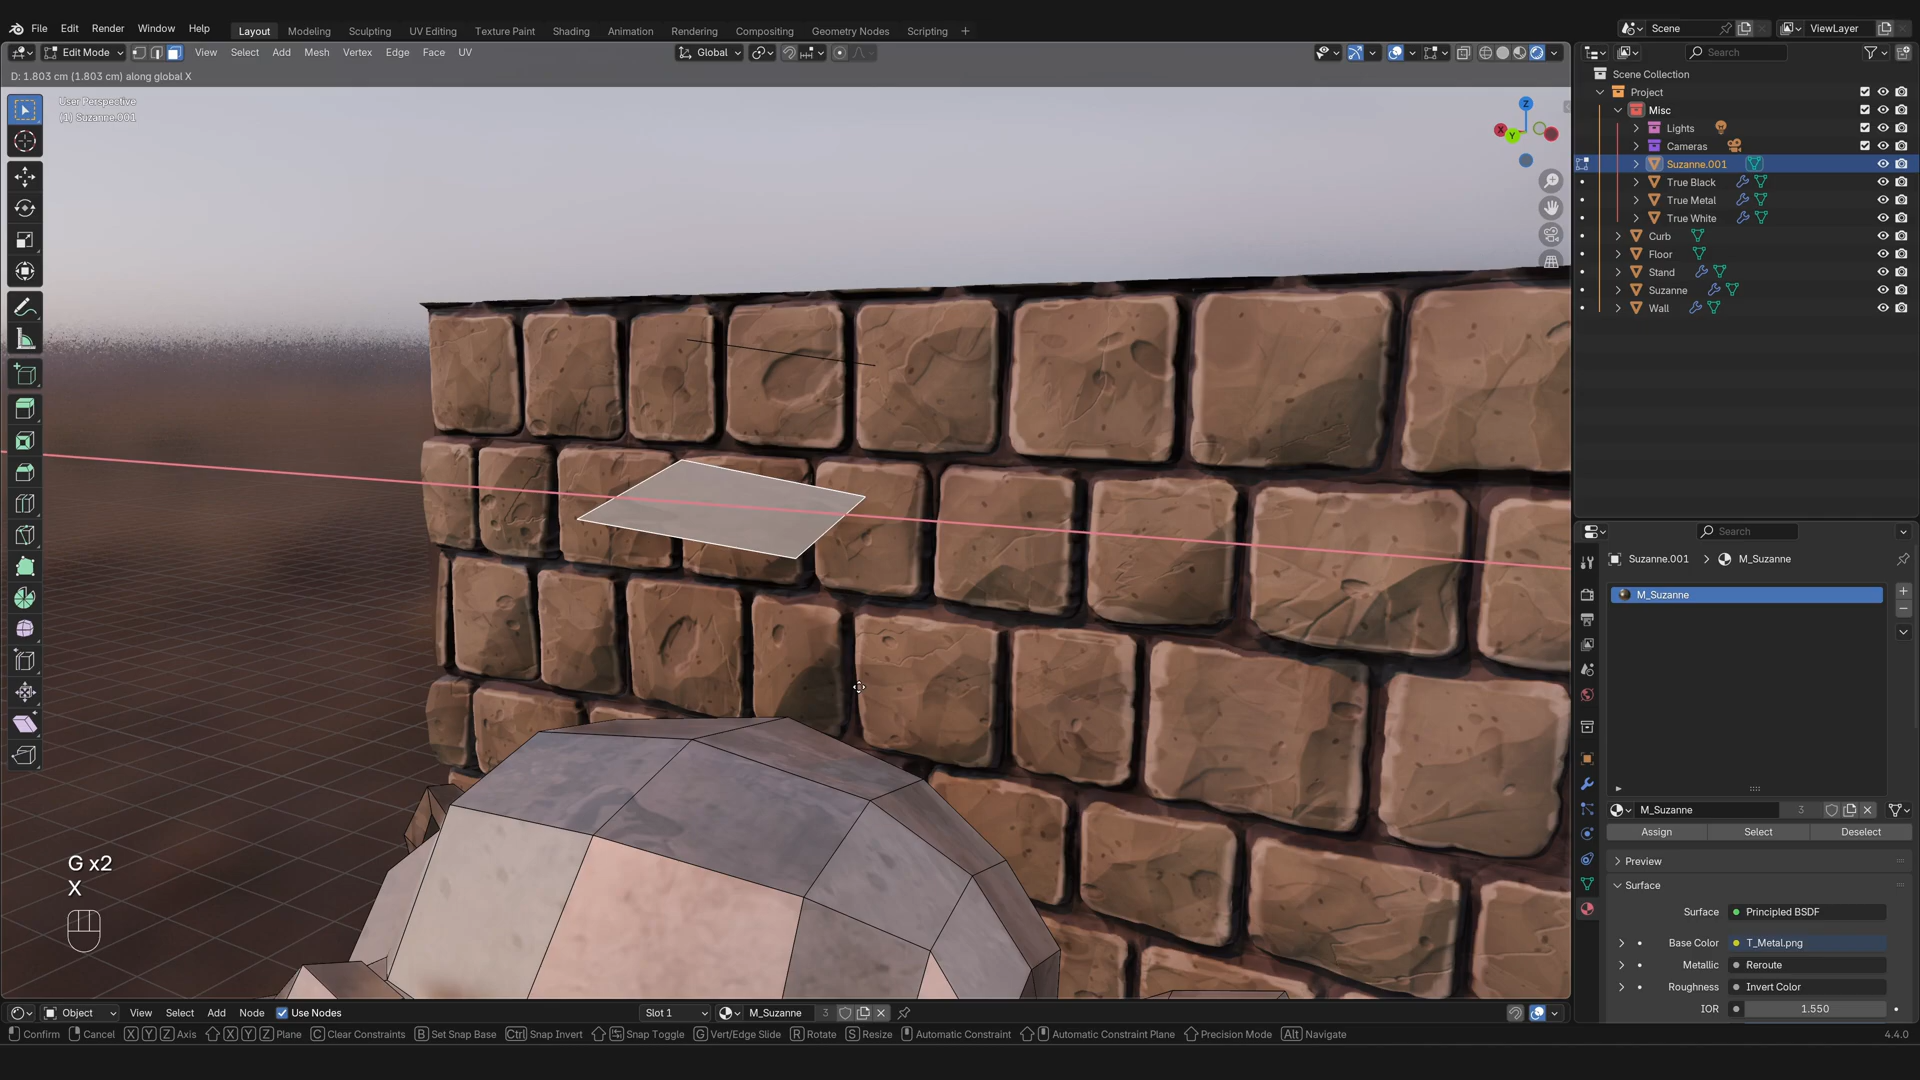 File Edit Render Window Help
Layout Modeling Sculpting UV Editing Texture Paint Shading Animation Rendering Compositing Geometry Nodes Scripting +
Scene
ViewLayer
Edit Mode View Select Add Mesh Vertex Edge Face UV
Global
Search
D: 1.803 cm (1.803 cm) along global X
User Perspective
(1) Suzanne.001
Z
X
Y
Scene Collection
Project
Misc
Lights
Cameras
Suzanne.001
True Black
True Metal
True White
Curb
Floor
Stand
Suzanne
Wall
Search
Suzanne.001 > M_Suzanne
M_Suzanne
M_Suzanne 3
Assign Select Deselect
Preview
Surface
Surface Principled BSDF
Base Color T_Metal.png
Metallic Reroute
Roughness Invert Color
IOR 1.550
G x2
X
Object View Select Add Node Use Nodes Slot 1 M_Suzanne 3
Confirm Cancel X Y Z Axis X Y Z Plane C Clear Constraints B Set Snap Base Ctrl Snap Invert Snap Toggle G Vert/Edge Slide R Rotate S Resize Automatic Constraint Automatic Constraint Plane Precision Mode Alt Navigate
4.4.0